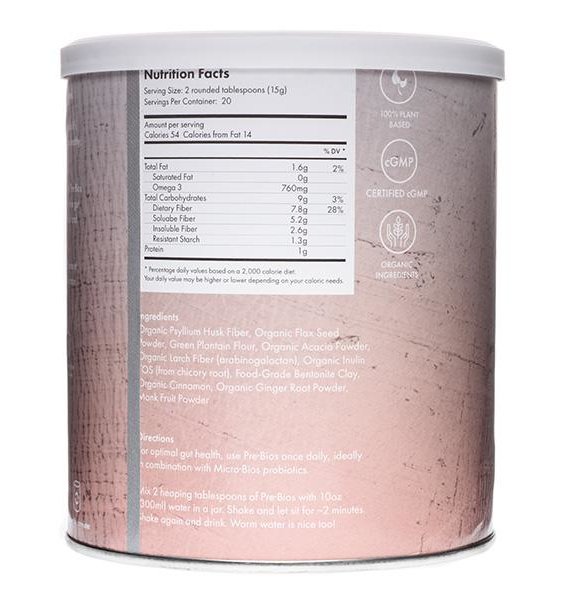 Nutrition Facts
Serving Size: 2 rounded tablespoons (15g)
Servings Per Container: 20
Amount per serving
Calories 54 Calories from Fat 14
% DV *
Total Fat 1.6g 2%
Saturated Fat 0g
Omega 3 760mg
Total Carbohydrates 9g 3%
Dietary Fiber 7.8g 28%
Soluabe Fiber 5.2g
Insoluble Fiber 2.6g
Resistant Starch 1.3g
Protein 1g
* Percentage daily values based on a 2,000 calorie diet.
Your daily value may be higher or lower depending on your caloric needs.
ngredients
Organic Psyllium Husk Fiber, Organic Flax Seed
owder, Green Plantain Flour, Organic Acacia Powder,
Organic Larch Fiber (arabinogalactan), Organic Inulin
OS (from chicory root), Food-Grade Bentonite Clay,
Organic Cinnamon, Organic Ginger Root Powder,
Monk Fruit Powder
Directions
or optimal gut health, use Pre-Bios once daily, ideally
n combination with Micro-Bios probiotics.
Mix 2 heaping tablespoons of Pre-Bios with 10oz
(300ml) water in a jar. Shake and let sit for ~2 minutes.
Shake again and drink. Warm water is nice too!
100% PLANT
BASED
cGMP
CERTIFIED cGMP
ORGANIC
INGREDIENTS